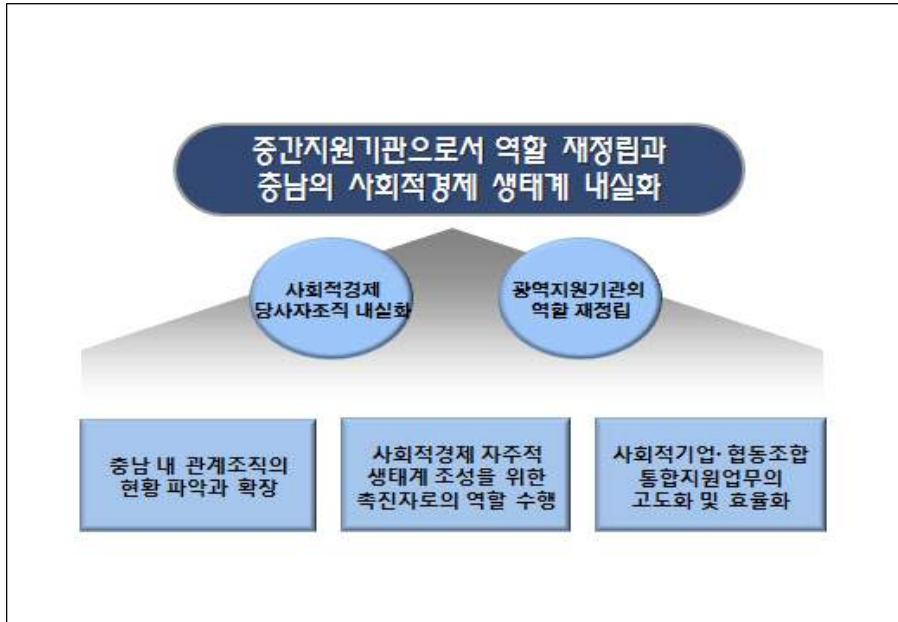 중간지원기관으로서 역할 재정립과
충남의 사회적경제 생태계 내실화
사회적경제
당사자조직 내실화
광역지원기관의
역할 재정립
충남 내 관계조직의
현황 파악과 확장
사회적경제 자주적
생태계 조성을 위한
촉진자로의 역할 수행
사회적기업·협동조합
통합지원업무의
고도화 및 효율화